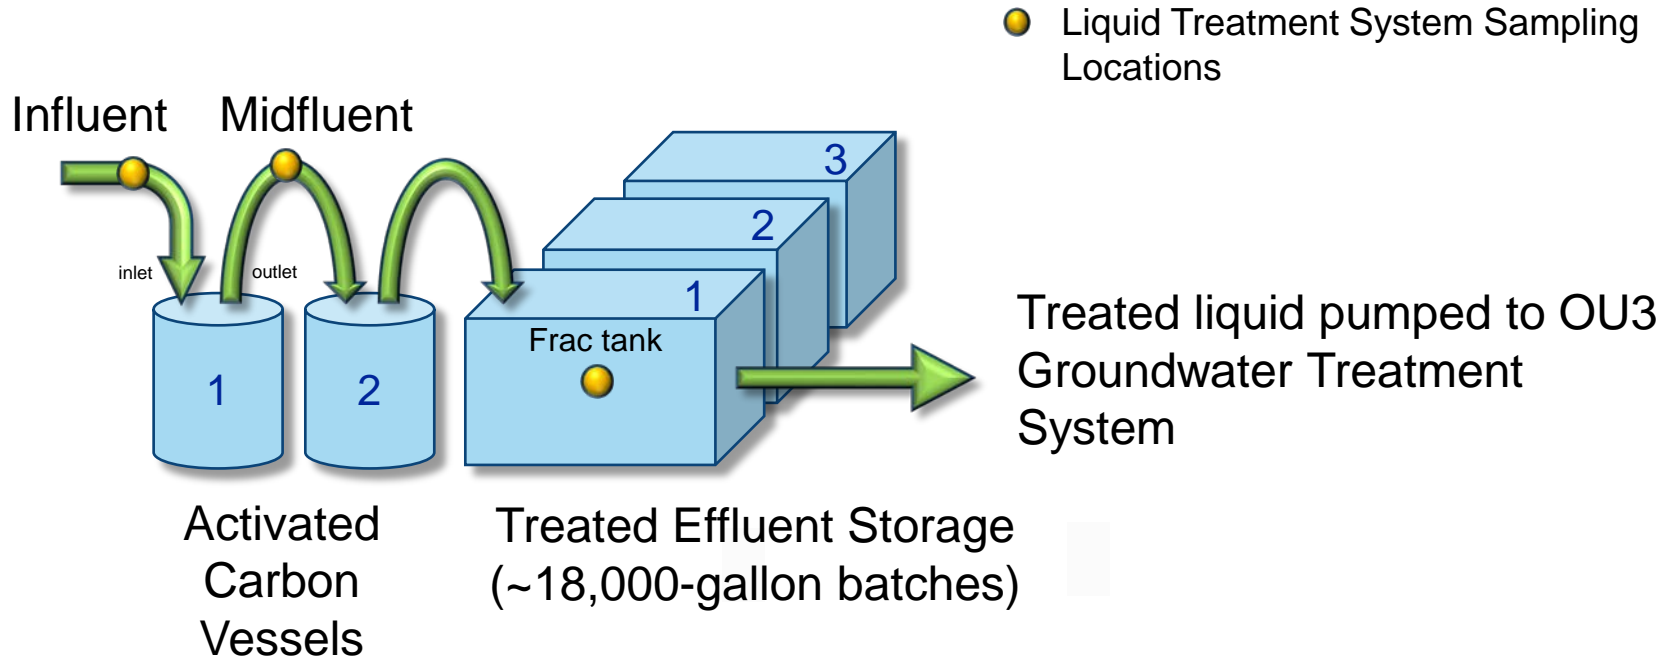 Liquid Treatment System Sampling
Locations
Influent
Midfluent
inlet
outlet
1
2
3
2
1
Frac tank
Treated liquid pumped to OU3
Groundwater Treatment
System
Activated
Carbon
Vessels
Treated Effluent Storage
(~18,000-gallon batches)